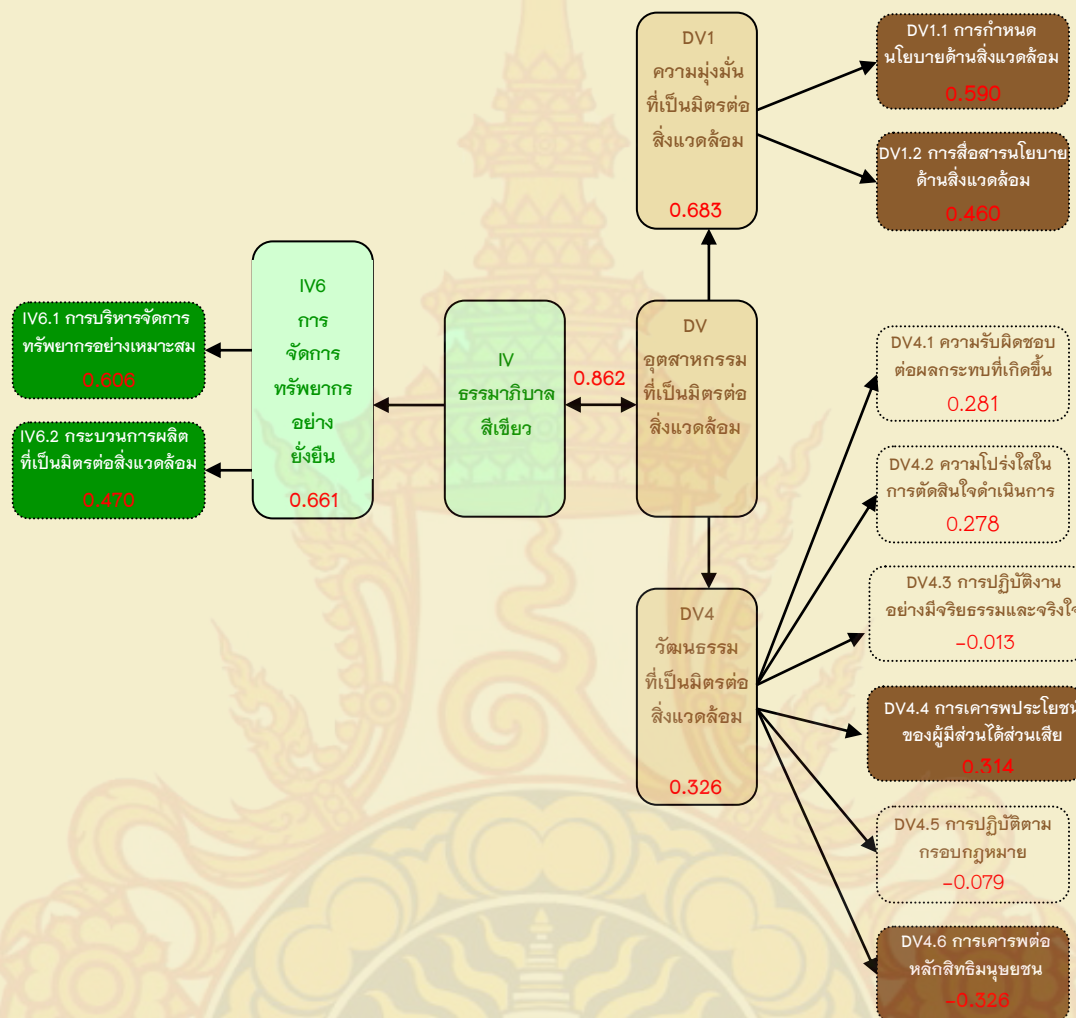 DV1
ความมุ่งมั่น
ที่เป็นมิตรต่อ
สิ่งแวดล้อม
0.683
DV1.1 การกำหนด
นโยบายด้านสิ่งแวดล้อม
0.590
DV1.2 การสื่อสารนโยบาย
ด้านสิ่งแวดล้อม
0.460
IV6.1 การบริหารจัดการ
ทรัพยากรอย่างเหมาะสม
0.606
IV6.2 กระบวนการผลิต
ที่เป็นมิตรต่อสิ่งแวดล้อม
0.470
IV6
การ
จัดการ
ทรัพยากร
อย่าง
ยั่งยืน
0.661
IV
ธรรมาภิบาล
สีเขียว
0.862
DV
อุตสาหกรรม
ที่เป็นมิตรต่อ
สิ่งแวดล้อม
DV4
วัฒนธรรม
ที่เป็นมิตรต่อ
สิ่งแวดล้อม
0.326
DV4.1 ความรับผิดชอบ
ต่อผลกระทบที่เกิดขึ้น
0.281
DV4.2 ความโปร่งใสใน
การตัดสินใจดำเนินการ
0.278
DV4.3 การปฏิบัติงาน
อย่างมีจริยธรรมและจริงใจ
-0.013
DV4.4 การเคารพประโยชน์
ของผู้มีส่วนได้ส่วนเสีย
0.314
DV4.5 การปฏิบัติตาม
กรอบกฎหมาย
-0.079
DV4.6 การเคารพต่อ
หลักสิทธิมนุษยชน
-0.326